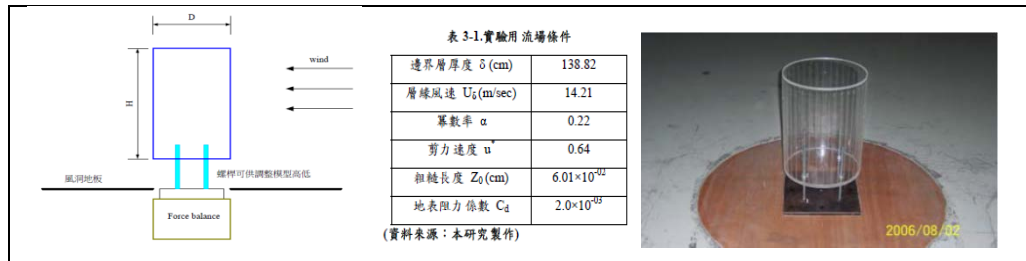 D
H
wind
風洞地板
螺桿可供調整模型高低
Force balance
表 3-1.實驗用流場條件
邊界層厚度 δ(cm) 138.82
層緣風速 Uδ(m/sec) 14.21
冪數率 α 0.22
剪力速度 u* 0.64
粗糙長度 Z0(cm) 6.01×10-02
地表阻力係數 Cd 2.0×10-03
(資料來源：本研究製作)
2006/08/02